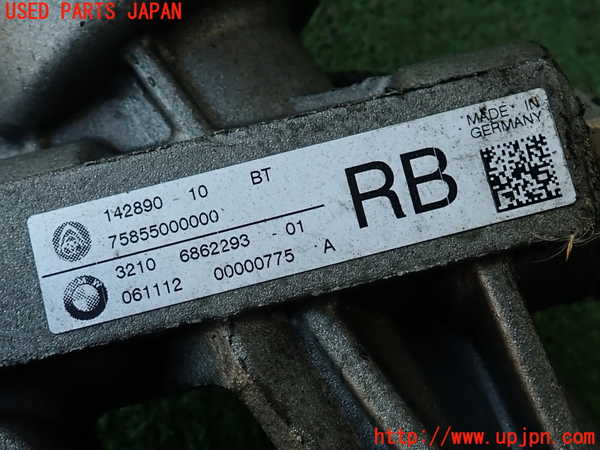 USED PARTS JAPAN
142890 - 10 BT
75855000000
3210 6862293 - 01
061112 00000775 A
RB
MADE IN
GERMANY
http://www.upjpn.com